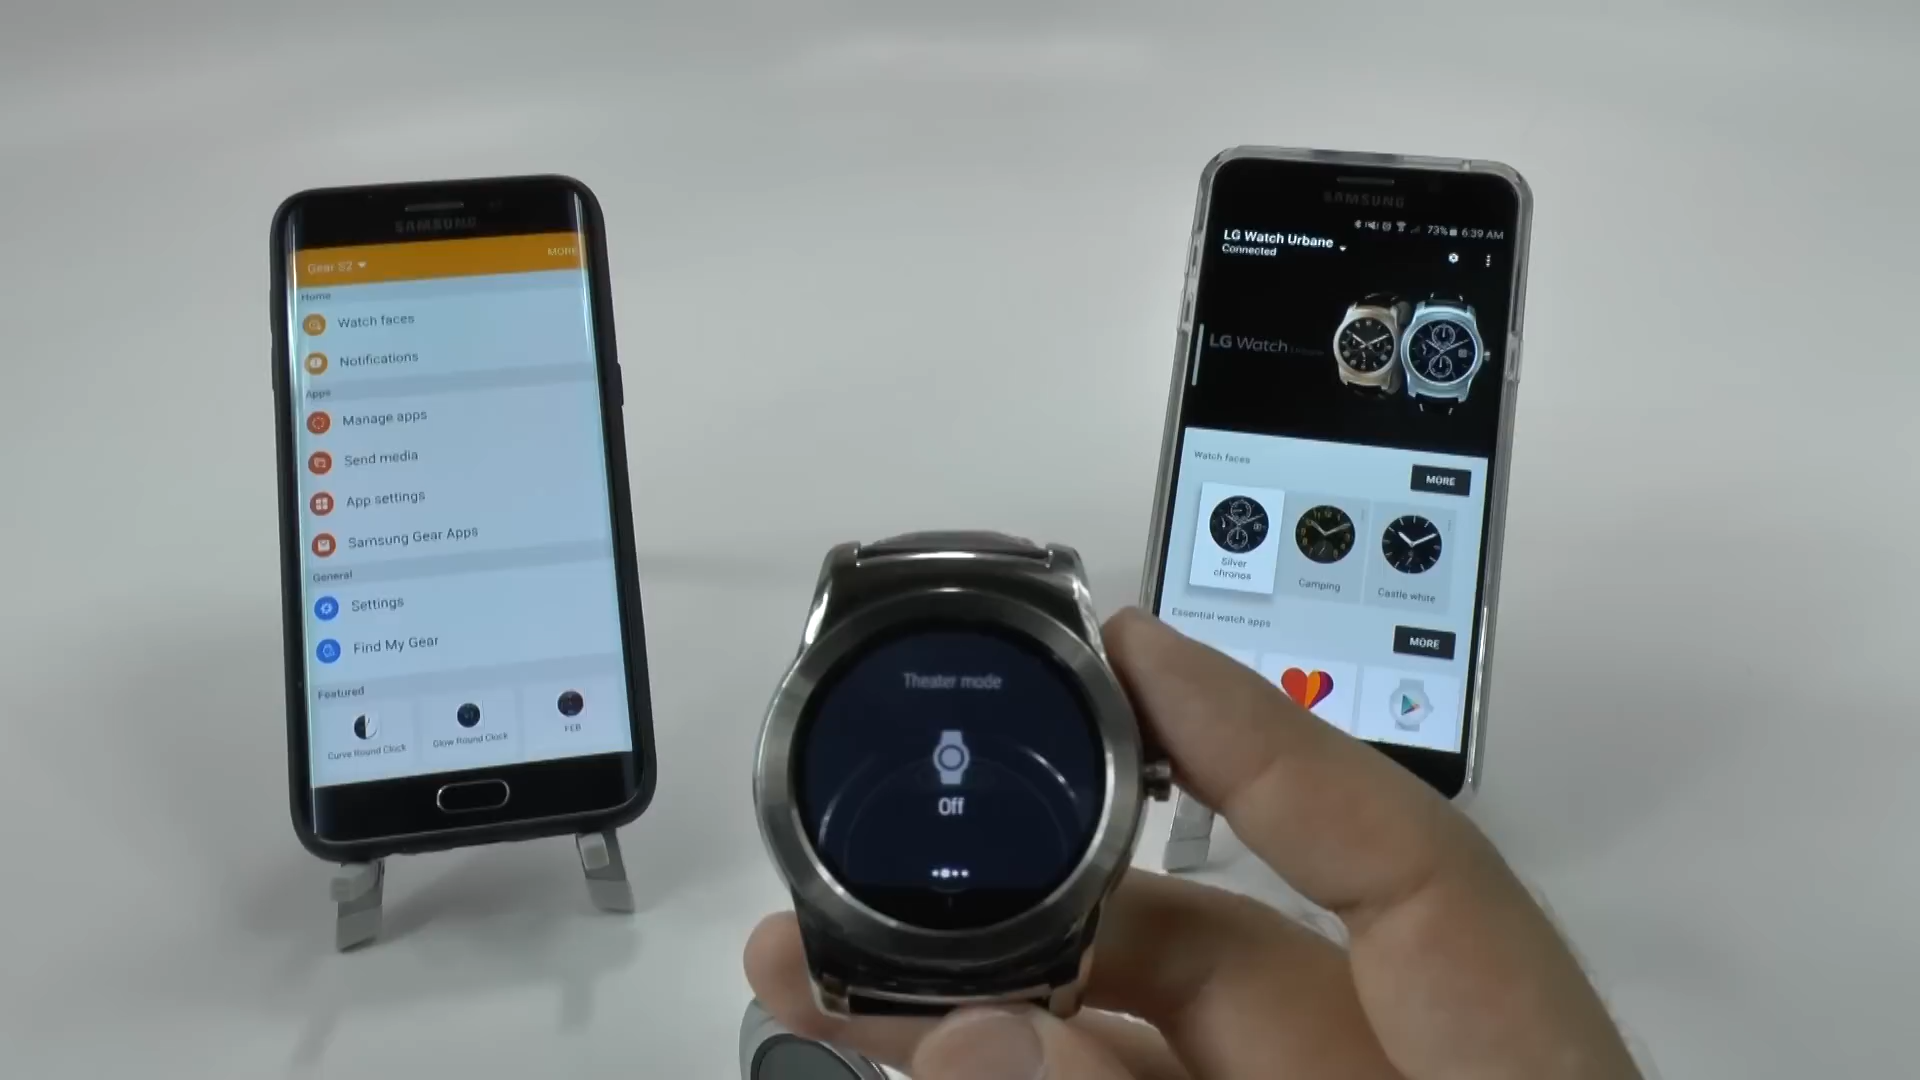 SAMSUNG
MORE
Gear S2
Home
Watch faces
Notifications
Apps
Manage apps
Send media
App settings
Samsung Gear Apps
General
Settings
Find My Gear
Featured
Curve Round Clock
Glow Round Clock
FCB
Theater mode
Off
SAMSUNG
73% 6:39 AM
LG Watch Urbane
Connected
LG Watch Urbane
Watch faces
MORE
Silver
chronos
Camping
Castle white
Essential watch apps
MORE